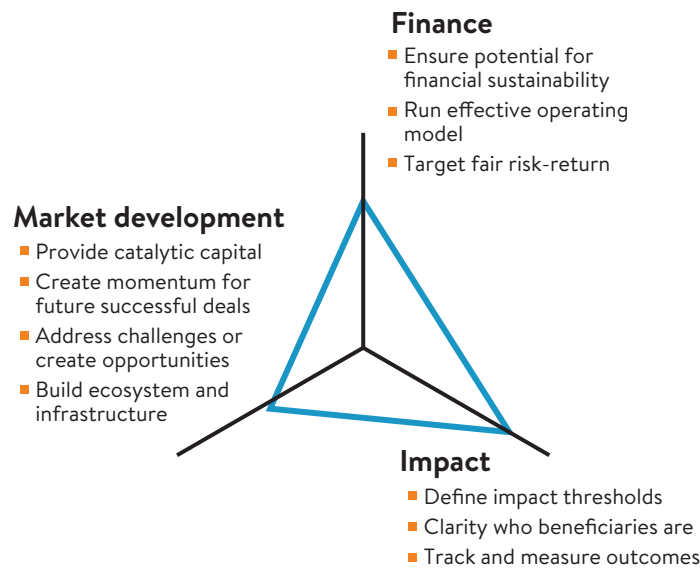 Finance
Ensure potential for
financial sustainability
Run effective operating
model
Target fair risk-return
Market development
Provide catalytic capital
Create momentum for
future successful deals
Address challenges or
create opportunities
Build ecosystem and
infrastructure
Impact
Define impact thresholds
Clarity who beneficiaries are
Track and measure outcomes